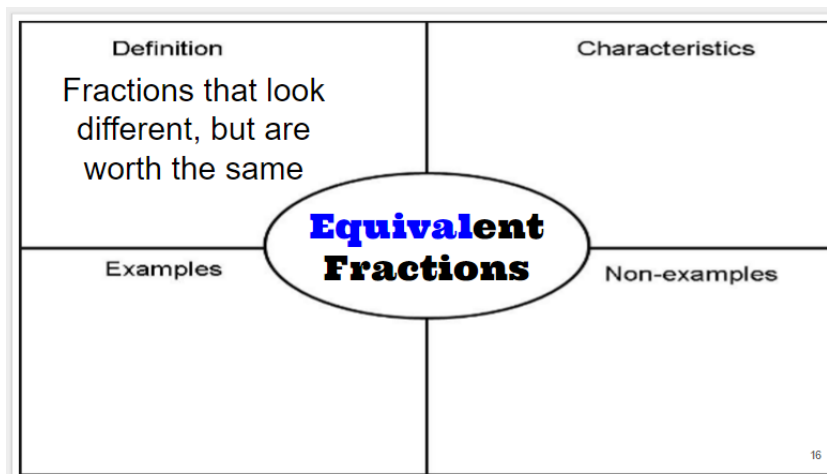 Definition
Fractions that look
different, but are
worth the same
Characteristics
Equivalent
Fractions
Examples
Non-examples
16